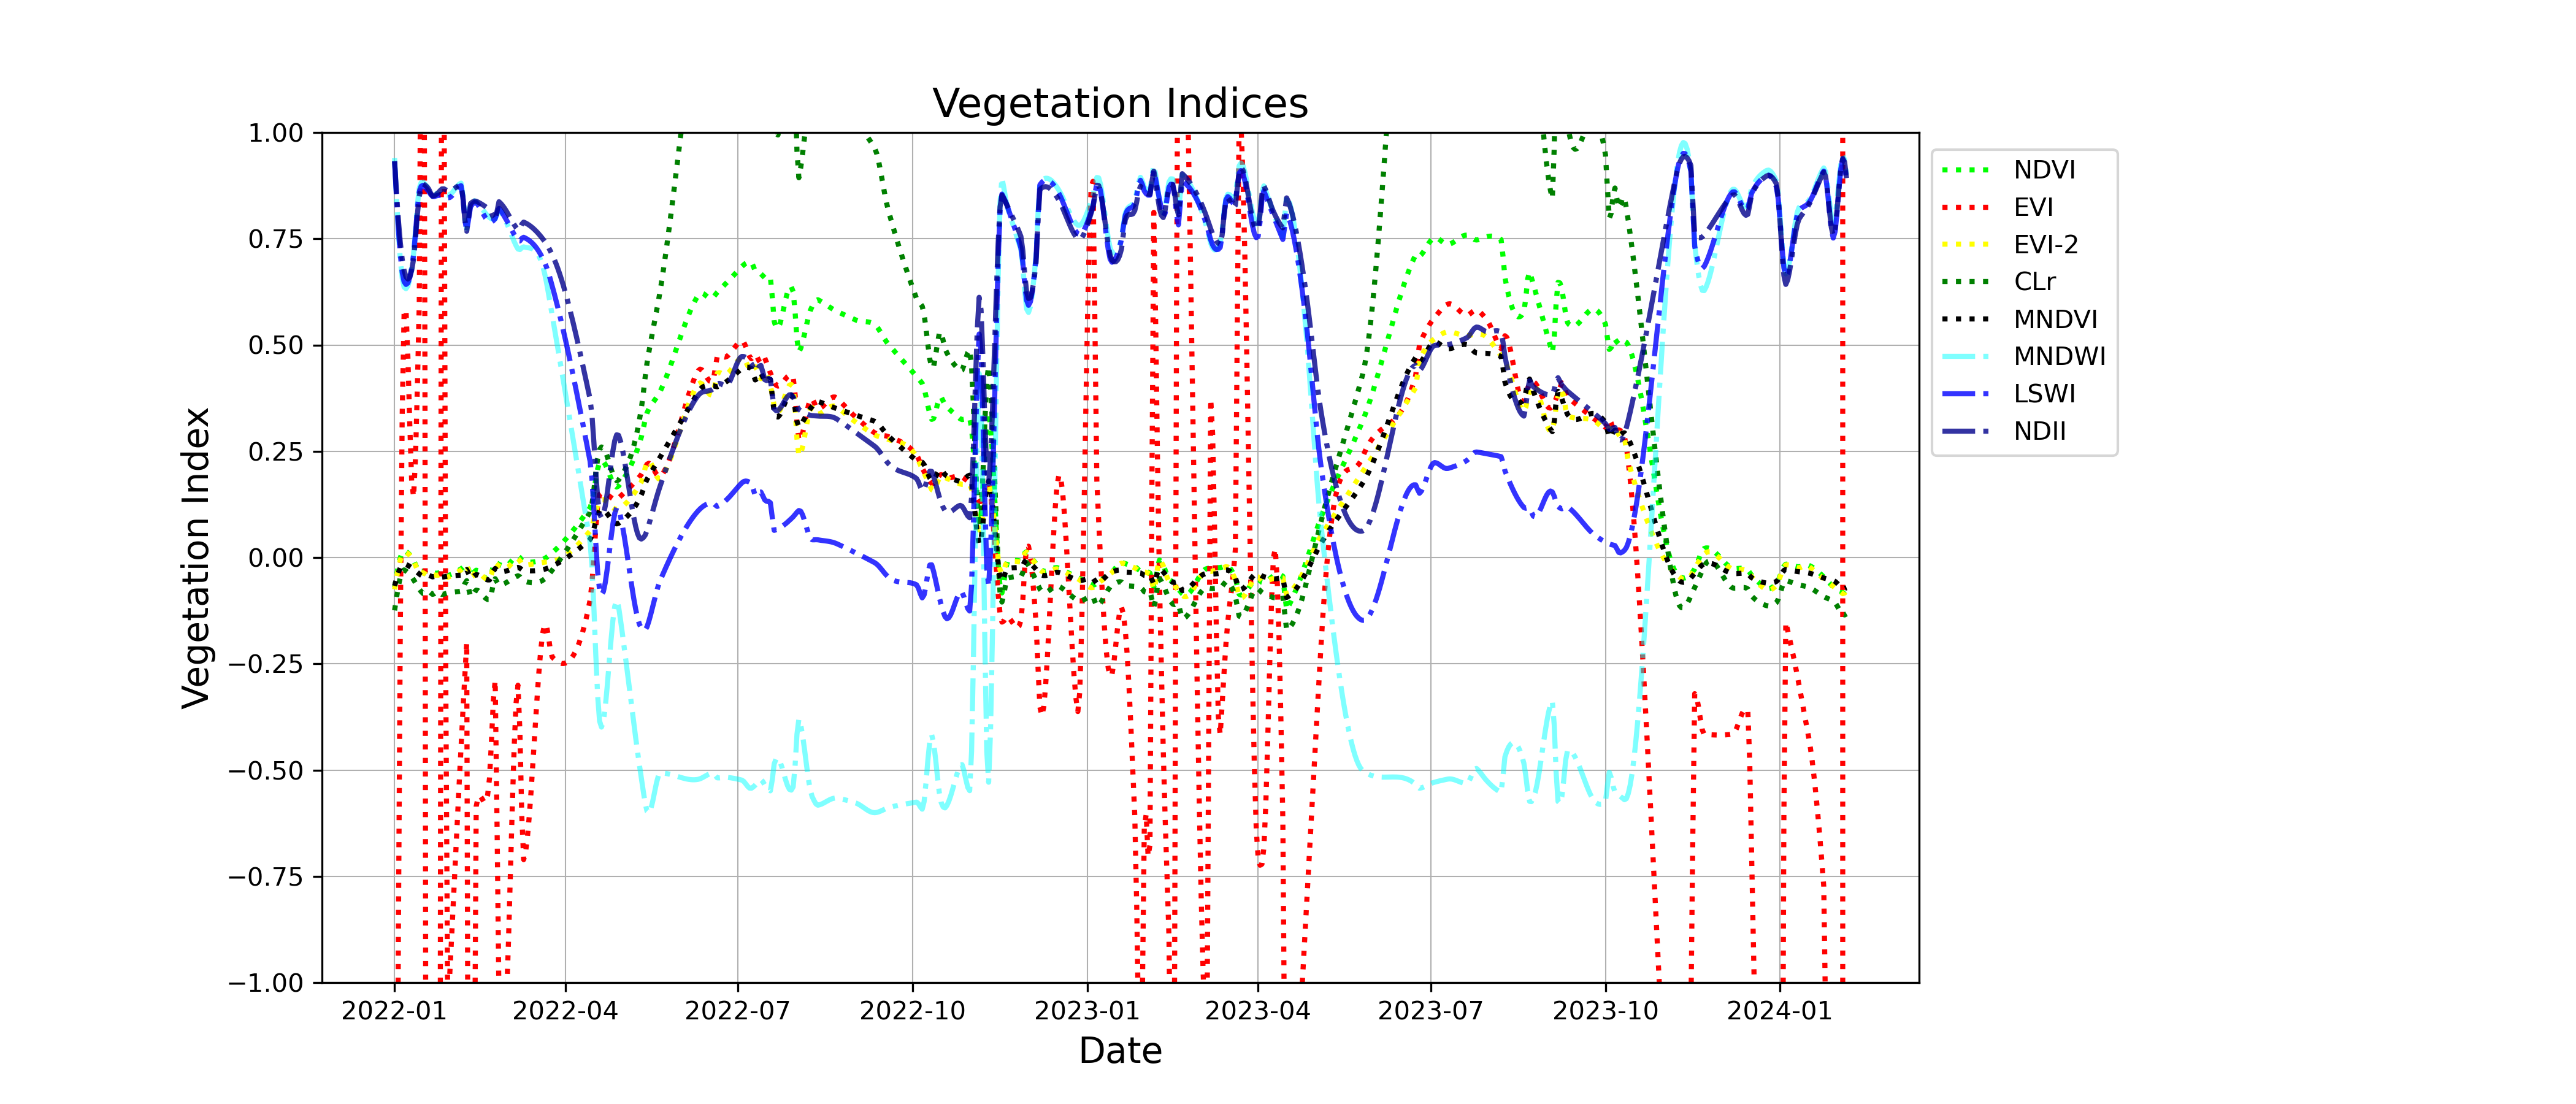 Vegetation Indices
1.00
0.75
0.50
0.25
0.00
−0.25
−0.50
−0.75
−1.00
Vegetation Index
2022-01 2022-04 2022-07 2022-10 2023-01 2023-04 2023-07 2023-10 2024-01
Date
NDVI
EVI
EVI-2
CLr
MNDVI
MNDWI
LSWI
NDII